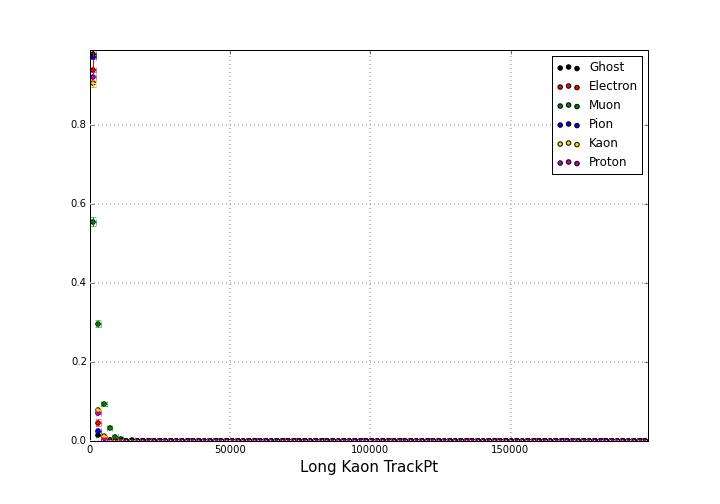 Ghost
Electron
Muon
Pion
Kaon
Proton
0.8
0.6
0.4
0.2
0.0
0 50000 100000 150000
Long Kaon TrackPt